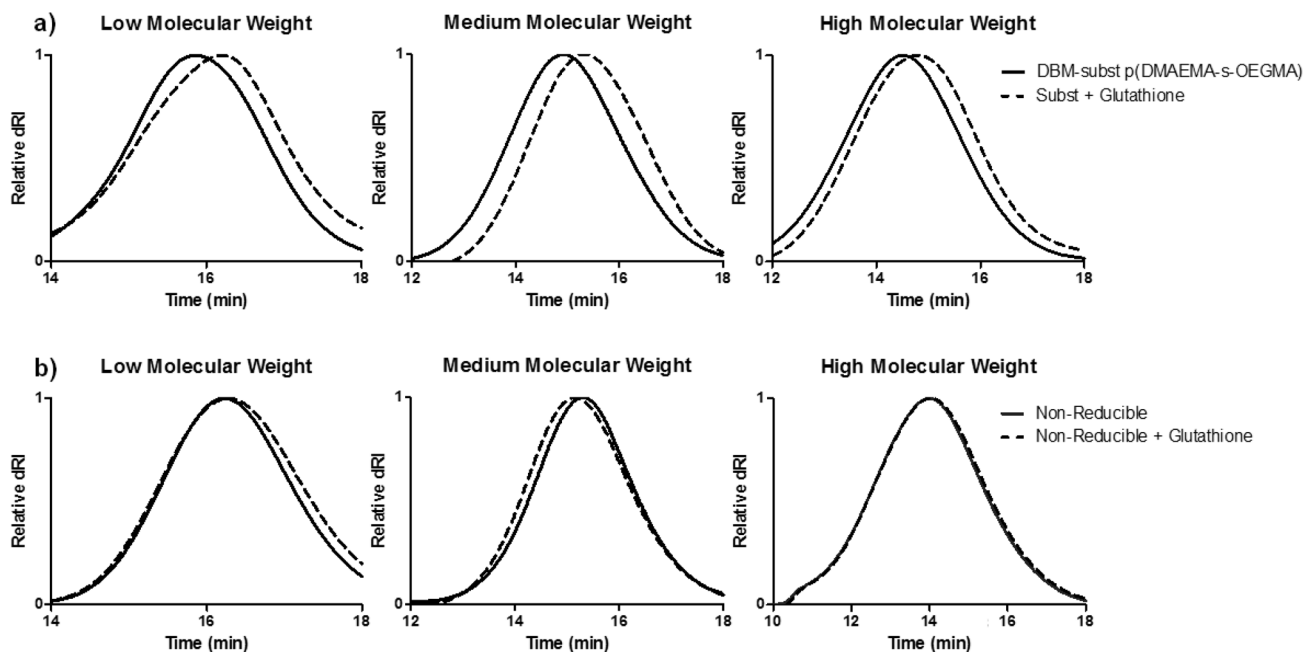 a)
Low Molecular Weight
Medium Molecular Weight
High Molecular Weight
Relative dRI
1
0
14
16
18
Time (min)
Relative dRI
1
0
12
14
16
18
Time (min)
Relative dRI
1
0
12
14
16
18
Time (min)
DBM-subst p(DMAEMA-s-OEGMA)
Subst + Glutathione
b)
Low Molecular Weight
Medium Molecular Weight
High Molecular Weight
Relative dRI
1
0
14
16
18
Time (min)
Relative dRI
1
0
12
14
16
18
Time (min)
Relative dRI
1
0
10
12
14
16
18
Time (min)
Non-Reducible
Non-Reducible + Glutathione